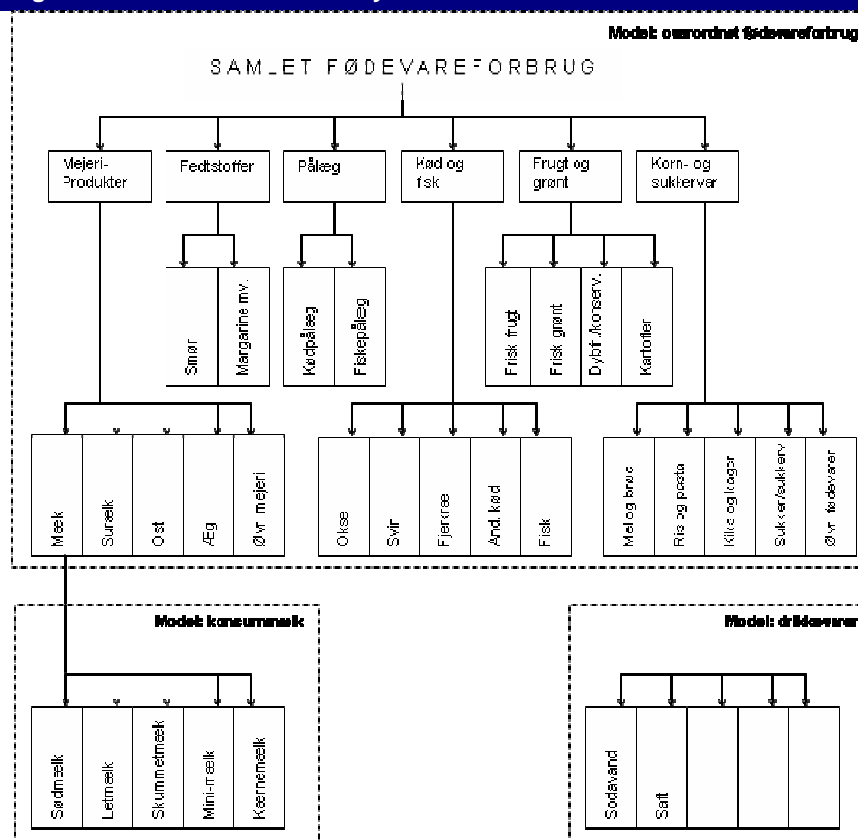 Model: overordnet fødevareforbrug
SAMLET FØDEVAREFORBRUG
Mejeri-
Produkter
Fedtstoffer
Pålæg
Kød og
fisk
Frugt og
grønt
Korn- og
sukkervar
Smør
Margarine mv.
Kødpålæg
Fiskepålæg
Frisk frugt
Frisk grønt
Dybfr./konserv.
Kartofler
Mælk
Surmælk
Ost
Æg
Øvr mejeri
Okse
Svin
Fjerkræ
And. kød
Fisk
Mel og brød
Ris og pasta
Kiks og kager
Sukker/sukkerv
Øvr fødevarer
Model: konsummælk
Model: drikkevarer
Sødmælk
Letmælk
Skummetmælk
Mini-mælk
Kærnemælk
Sodavand
Saft